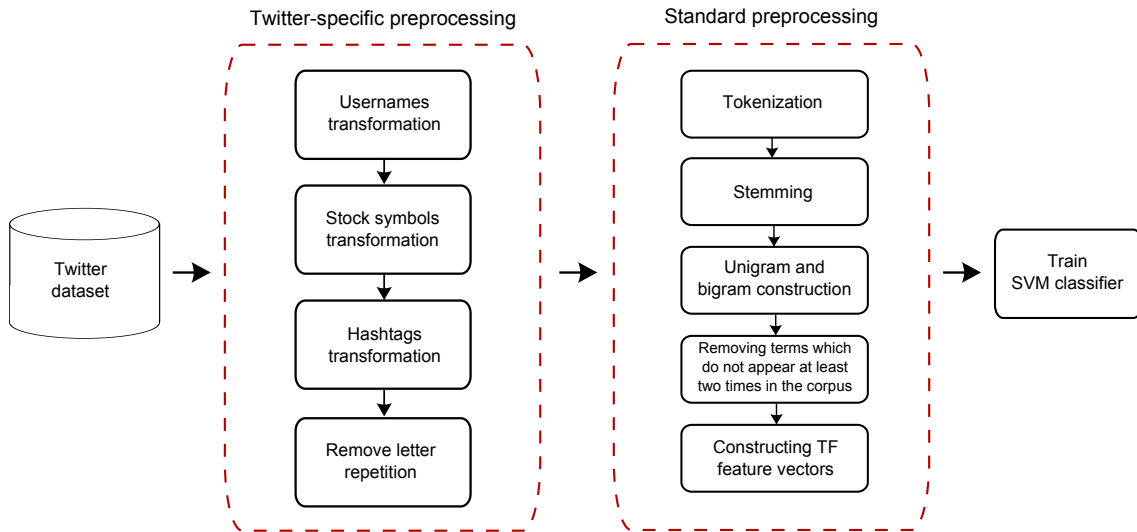 Twitter-specific preprocessing
Standard preprocessing
Twitter
dataset
Usernames
transformation
Stock symbols
transformation
Hashtags
transformation
Remove letter
repetition
Tokenization
Stemming
Unigram and
bigram construction
Removing terms which
do not appear at least
two times in the corpus
Constructing TF
feature vectors
Train
SVM classifier